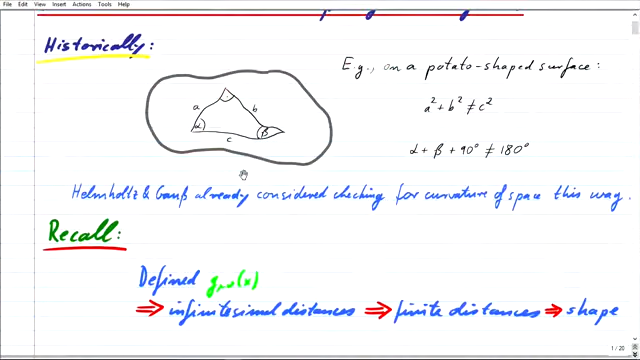 File Edit View Insert Actions Tools Help
Historically:
E.g., on a potato-shaped surface:
a b
a² + b² ≠ c²
α β
c
α + β + 90° ≠ 180°
Helmholtz & Gauß already considered checking for curvature of space this way.
Recall:
Defined gμν(x)
⇒ infinitesimal distances ⇒ finite distances ⇒ shape
1 / 20